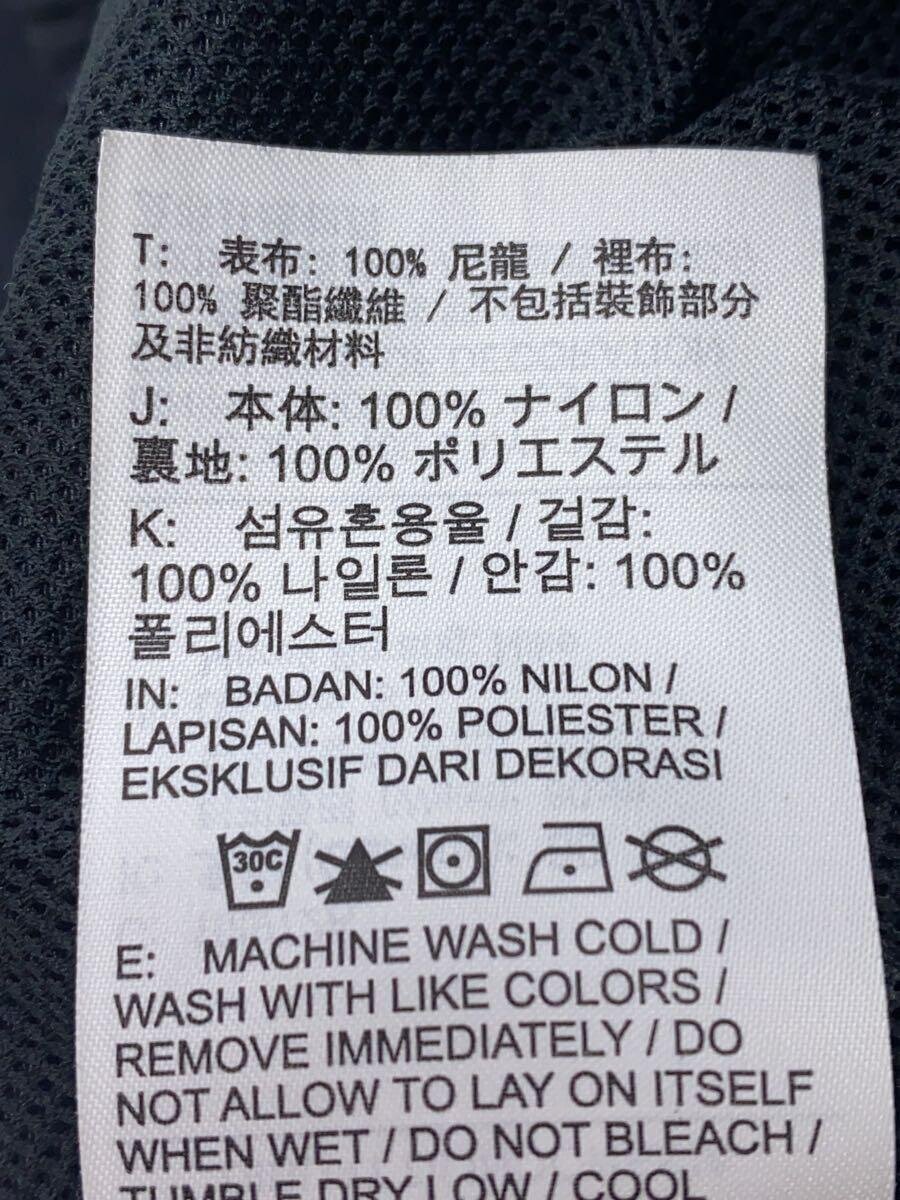 T: 表布: 100% 尼龍 / 裡布:
100% 聚酯纖維 / 不包括裝飾部分
及非紡織材料
J: 本体: 100% ナイロン /
裏地: 100% ポリエステル
K: 섬유혼용율 / 겉감:
100% 나일론 / 안감: 100%
폴리에스터
IN: BADAN: 100% NILON /
LAPISAN: 100% POLIESTER /
EKSKLUSIF DARI DEKORASI
30C
E: MACHINE WASH COLD /
WASH WITH LIKE COLORS /
REMOVE IMMEDIATELY / DO
NOT ALLOW TO LAY ON ITSELF
WHEN WET / DO NOT BLEACH /
TUMBLE DRY LOW / COOL